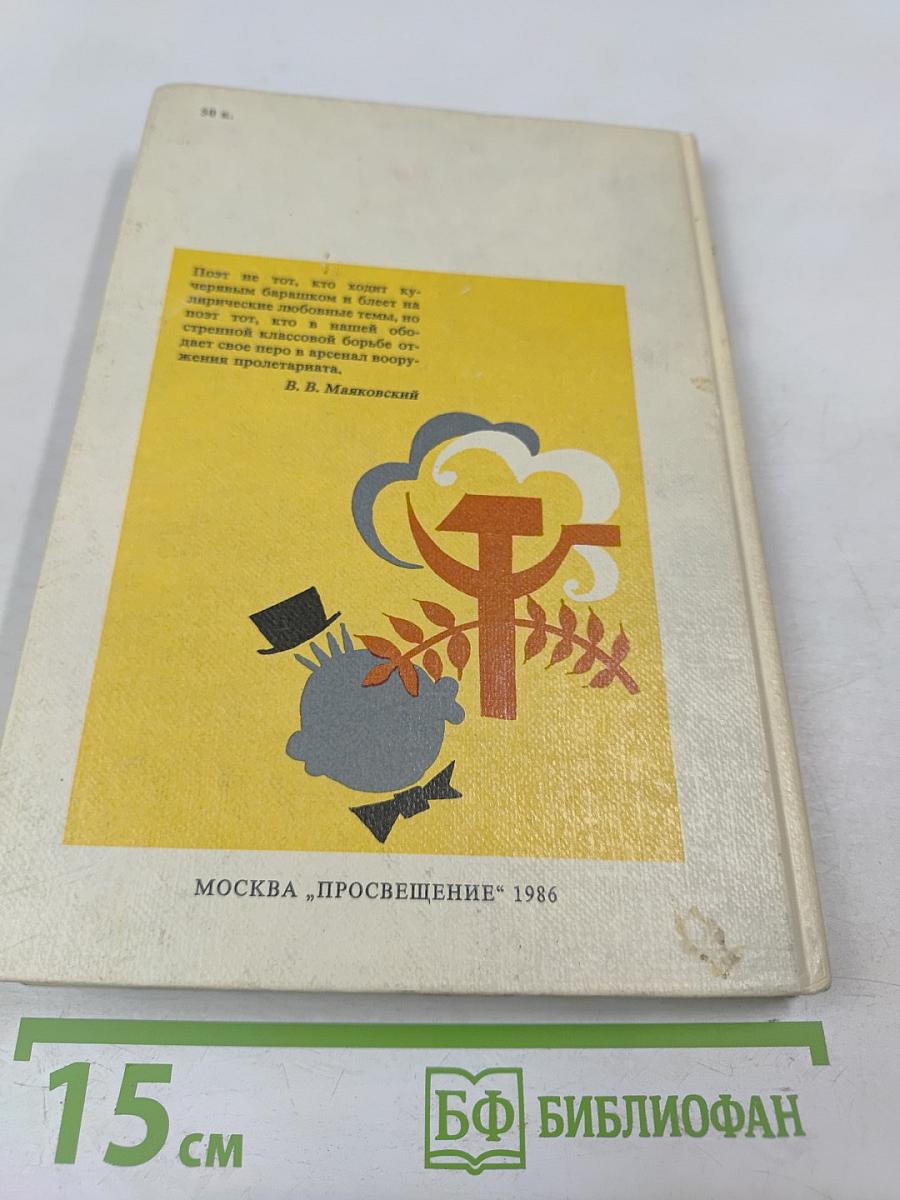 50 к.
Поэт не тот, кто ходит ку-
черявым барашком и блеет на
лирические любовные темы, но
поэт тот, кто в нашей обо-
стренной классовой борьбе от-
дает свое перо в арсенал воору-
жения пролетариата.
В. В. Маяковский
МОСКВА „ПРОСВЕЩЕНИЕ“ 1986
15 см
БФ БИБЛИОФАН